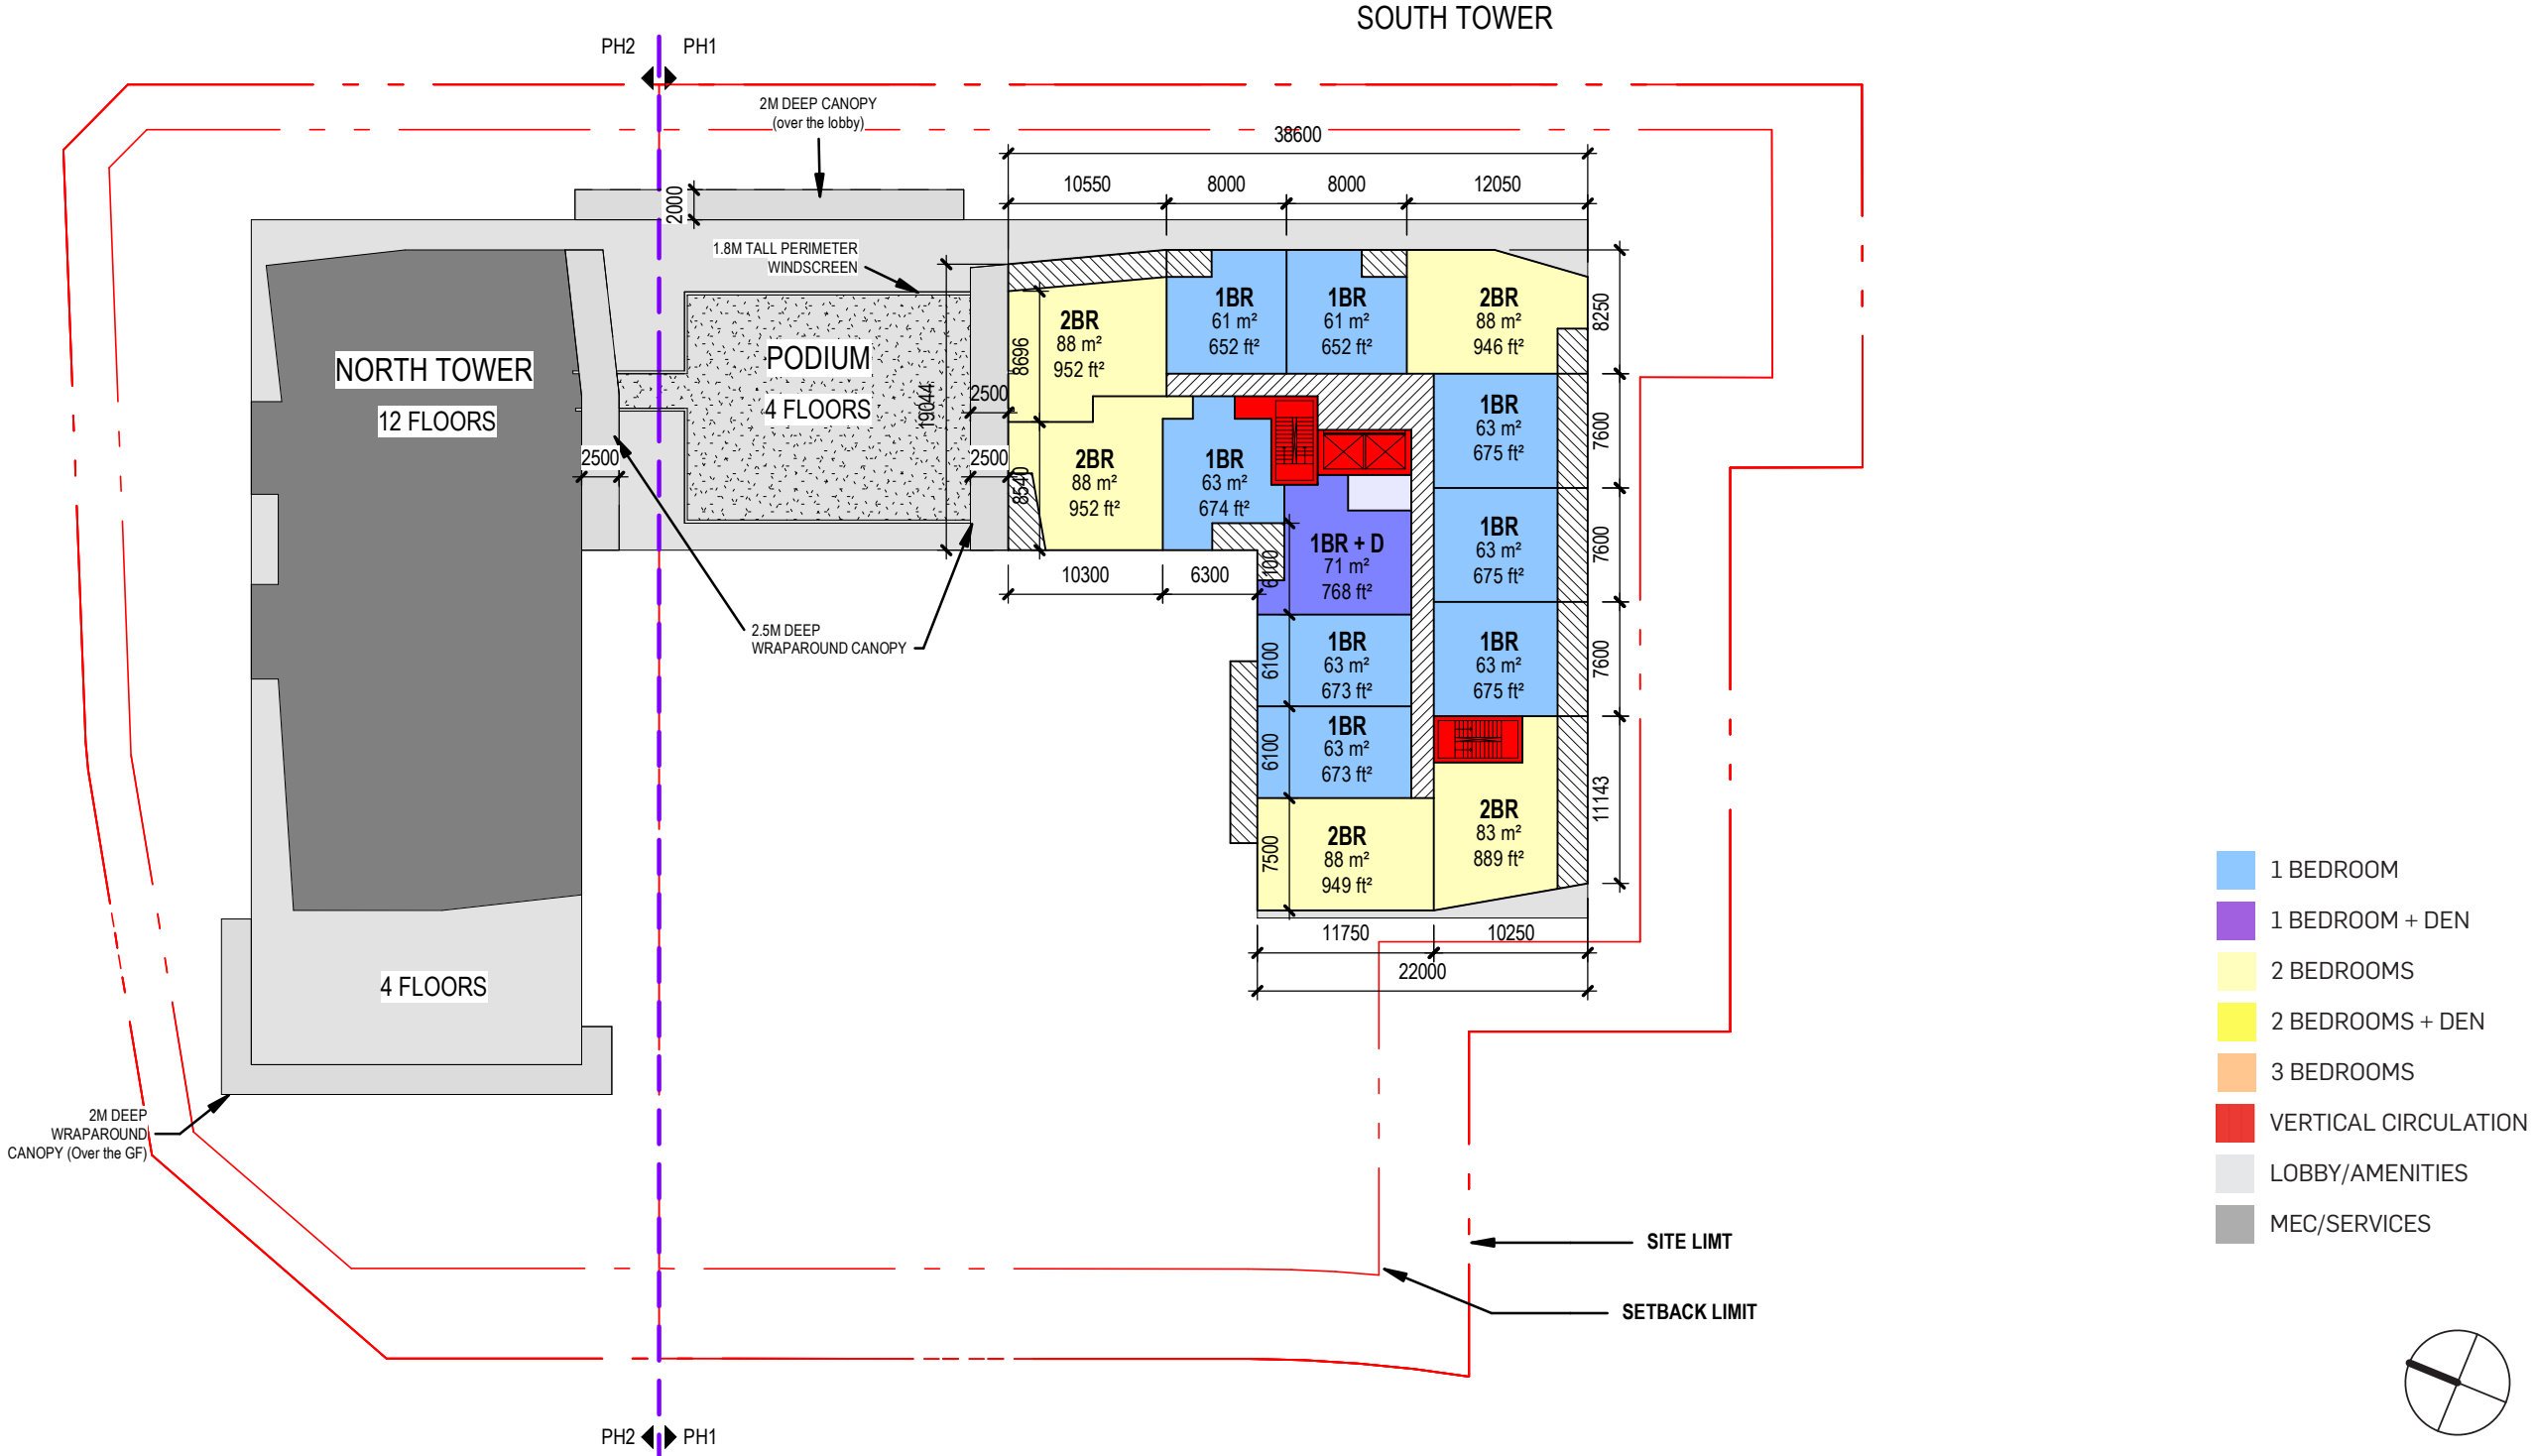 SOUTH TOWER
PH2
PH1
2M DEEP CANOPY
(over the lobby)
38600
10550
8000
8000
12050
2000
1.8M TALL PERIMETER
WINDSCREEN
NORTH TOWER
12 FLOORS
PODIUM
4 FLOORS
2500
2500
2500
19044
8696
8540
2BR
88 m²
952 ft²
1BR
61 m²
652 ft²
1BR
61 m²
652 ft²
2BR
88 m²
946 ft²
8250
2BR
88 m²
952 ft²
1BR
63 m²
674 ft²
1BR
63 m²
675 ft²
7600
1BR
63 m²
675 ft²
7600
1BR + D
71 m²
768 ft²
6100
10300
6300
2.5M DEEP
WRAPAROUND CANOPY
1BR
63 m²
673 ft²
6100
1BR
63 m²
675 ft²
7600
1BR
63 m²
673 ft²
6100
2BR
88 m²
949 ft²
7500
2BR
83 m²
889 ft²
11143
11750
10250
22000
4 FLOORS
2M DEEP
WRAPAROUND
CANOPY (Over the GF)
1 BEDROOM
1 BEDROOM + DEN
2 BEDROOMS
2 BEDROOMS + DEN
3 BEDROOMS
VERTICAL CIRCULATION
LOBBY/AMENITIES
MEC/SERVICES
SITE LIMT
SETBACK LIMIT
PH2
PH1